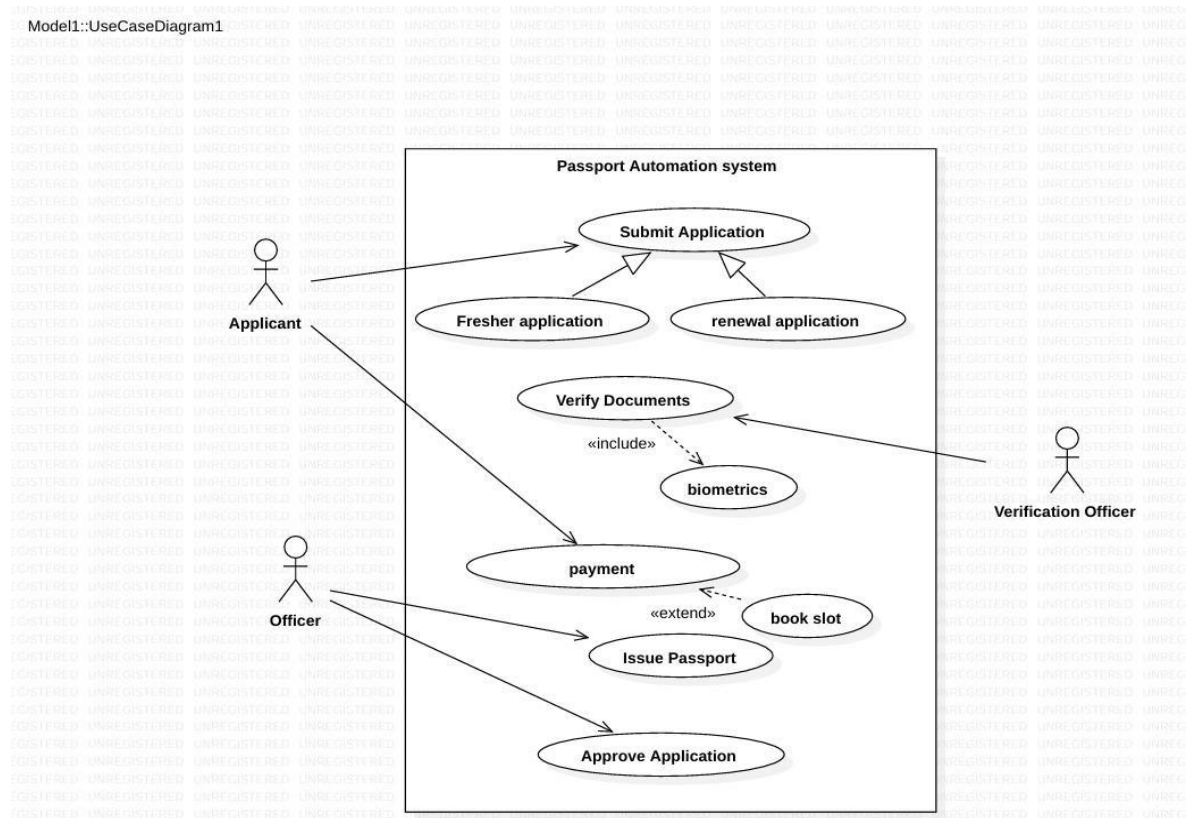 Model1::UseCaseDiagram1
Passport Automation system
Submit Application
Fresher application
renewal application
Applicant
Verify Documents
«include»
biometrics
Verification Officer
payment
«extend»
book slot
Officer
Issue Passport
Approve Application
UNREGISTERED